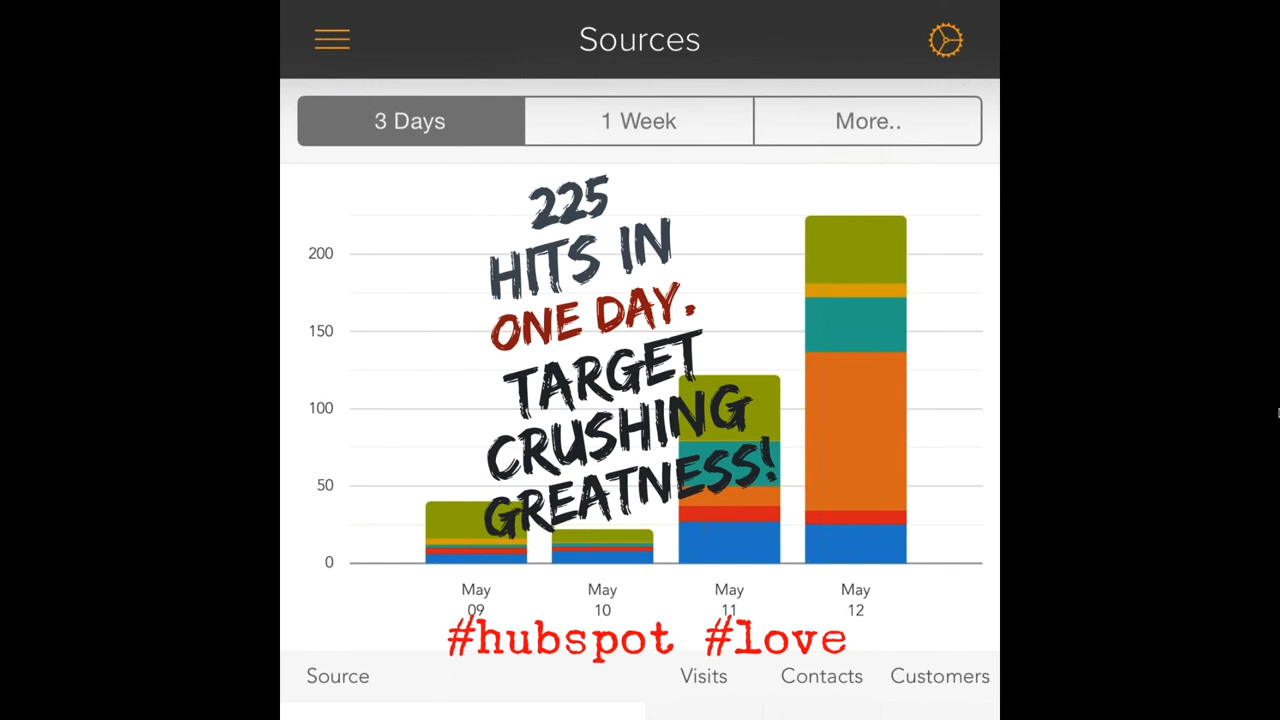 Sources
3 Days 1 Week More..
225
HITS IN
ONE DAY.
TARGET
CRUSHING
GREATNESS!
200
150
100
50
0
May May May May
09 10 11 12
#hubspot #love
Source Visits Contacts Customers